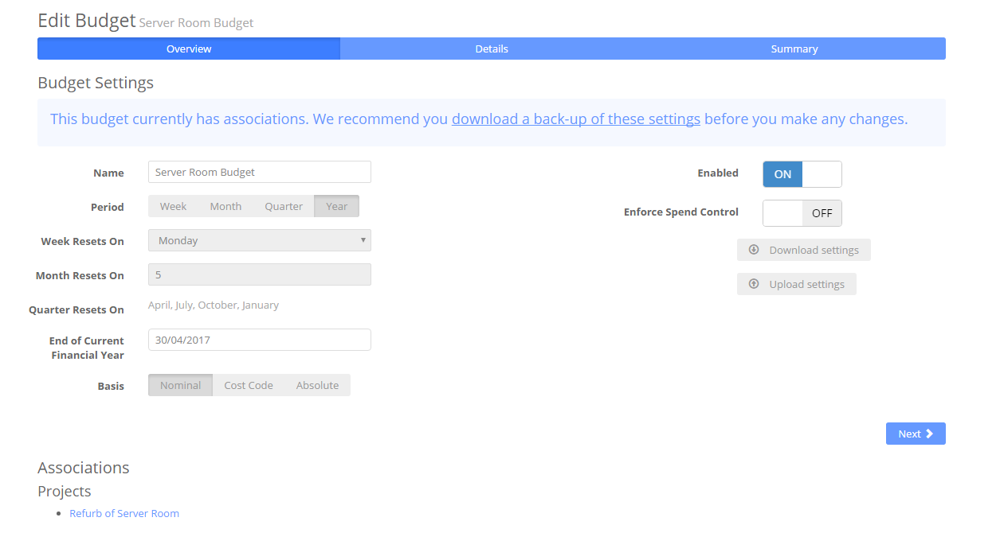 Edit Budget Server Room Budget
Overview Details Summary
Budget Settings
This budget currently has associations. We recommend you download a back-up of these settings before you make any changes.
Name Server Room Budget
Enabled ON
Period Week Month Quarter Year
Enforce Spend Control OFF
Week Resets On Monday
Download settings
Month Resets On 5
Upload settings
Quarter Resets On April, July, October, January
End of Current
Financial Year
30/04/2017
Basis Nominal Cost Code Absolute
Next
Associations
Projects
Refurb of Server Room